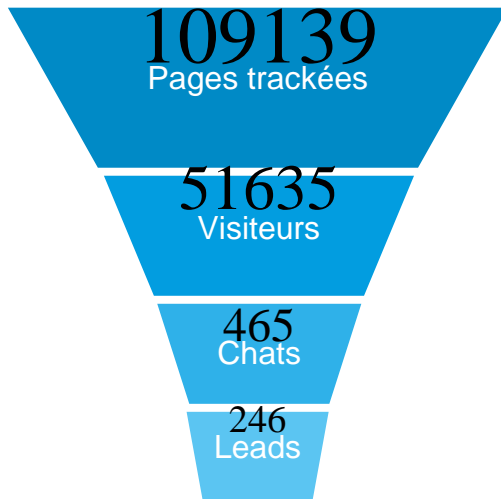 109139
Pages trackées
51635
Visiteurs
465
Chats
246
Leads